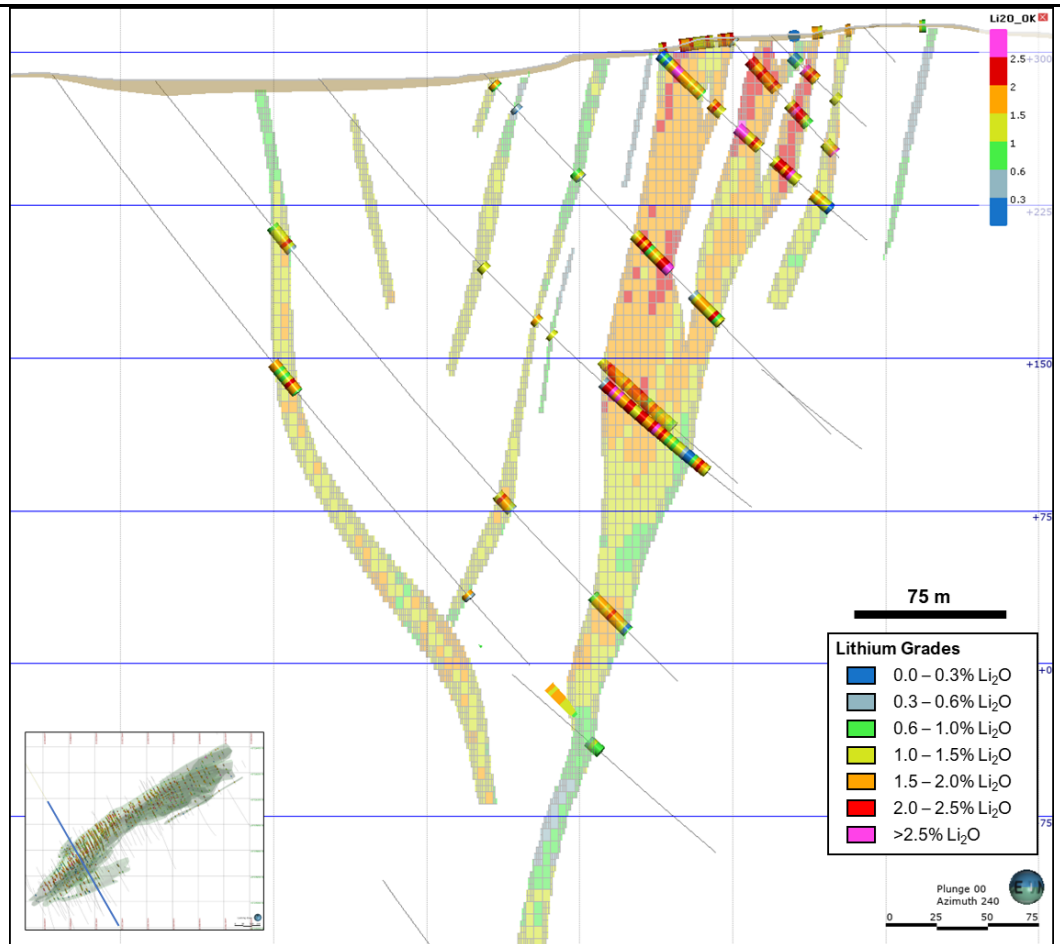 Li2O_OK
2.5
2
1.5
1
0.6
0.3
+300
+225
+150
+75
+0
75
75 m
Lithium Grades
0.0 – 0.3% Li₂O
0.3 – 0.6% Li₂O
0.6 – 1.0% Li₂O
1.0 – 1.5% Li₂O
1.5 – 2.0% Li₂O
2.0 – 2.5% Li₂O
>2.5% Li₂O
Plunge 00
Azimuth 240
0 25 50 75